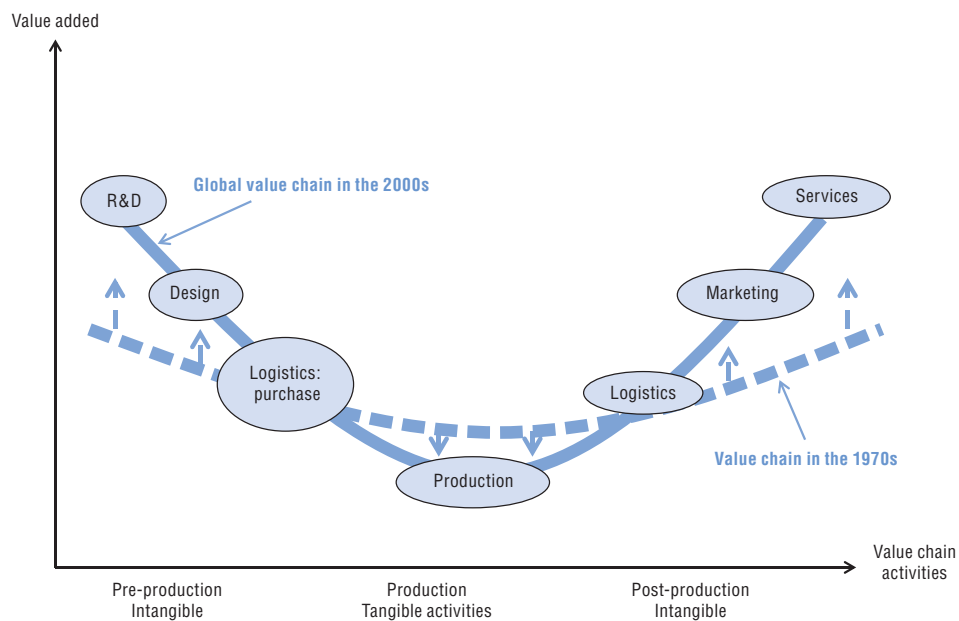 Value added
Global value chain in the 2000s
R&D
Services
Design
Marketing
Logistics:
purchase
Logistics
Value chain in the 1970s
Production
Value chain
activities
Pre-production
Intangible
Production
Tangible activities
Post-production
Intangible